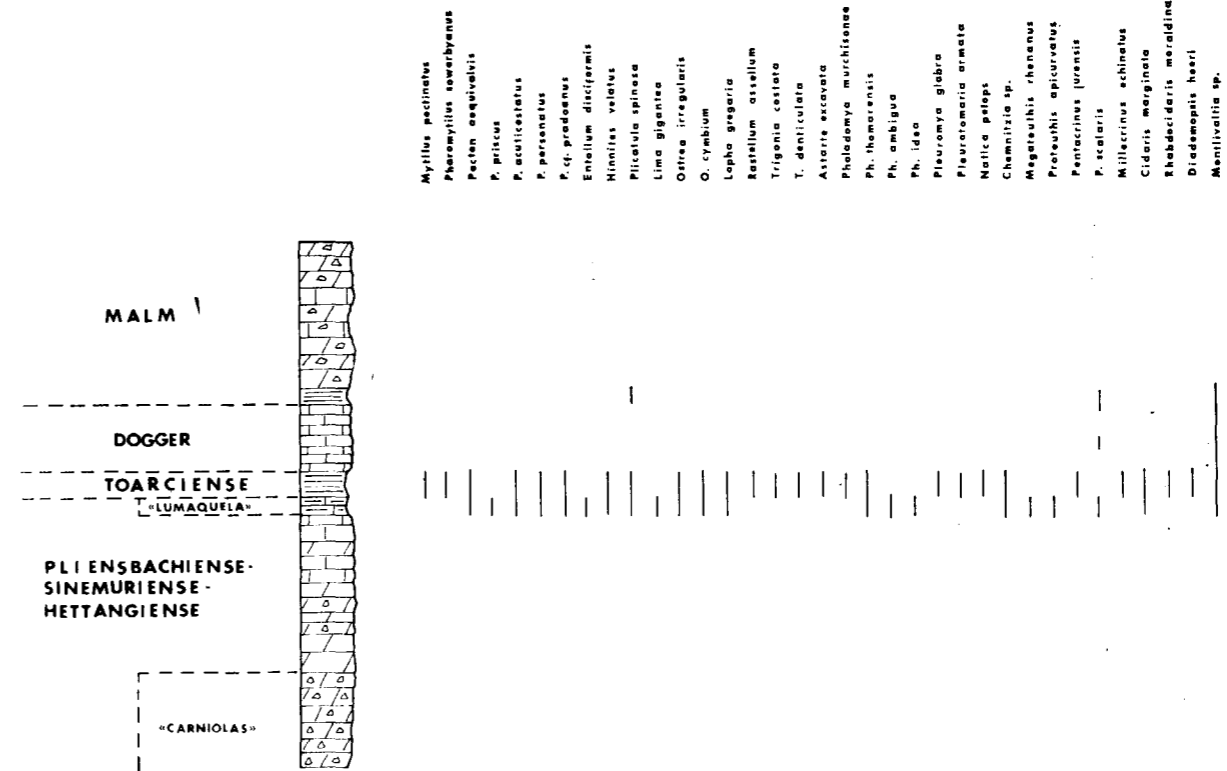 Mytilus pectinatus
Pharomytilus sowerbyanus
Pecten aequivalvis
P. priscus
P. acuticostatus
P. personatus
P. cf. pradoanus
Entolium disciformis
Hinnites velatus
Plicatula spinosa
Lima gigantea
Ostrea irregularis
O. cymbium
Lopha gregaria
Rastellum assellum
Trigonia costata
T. denticulata
Astarte excavata
Pholadomya murchisonae
Ph. thomarensis
Ph. ambigua
Ph. idea
Pleuromya glabra
Pleuratomaria armata
Natica pelops
Chemnitzia sp.
Megateuthis rhenanus
Proteuthis apicurvatus
Pentacrinus jurensis
P. scalaris
Millecrinus echinatus
Cidaris marginata
Rhabdocidaris moraldina
Diademopsis heeri
Montlivaltia sp.
MALM
DOGGER
TOARCIENSE
«LUMAQUELA»
PLIENSBACHIENSE-
SINEMURIENSE-
HETTANGIENSE
«CARNIOLAS»